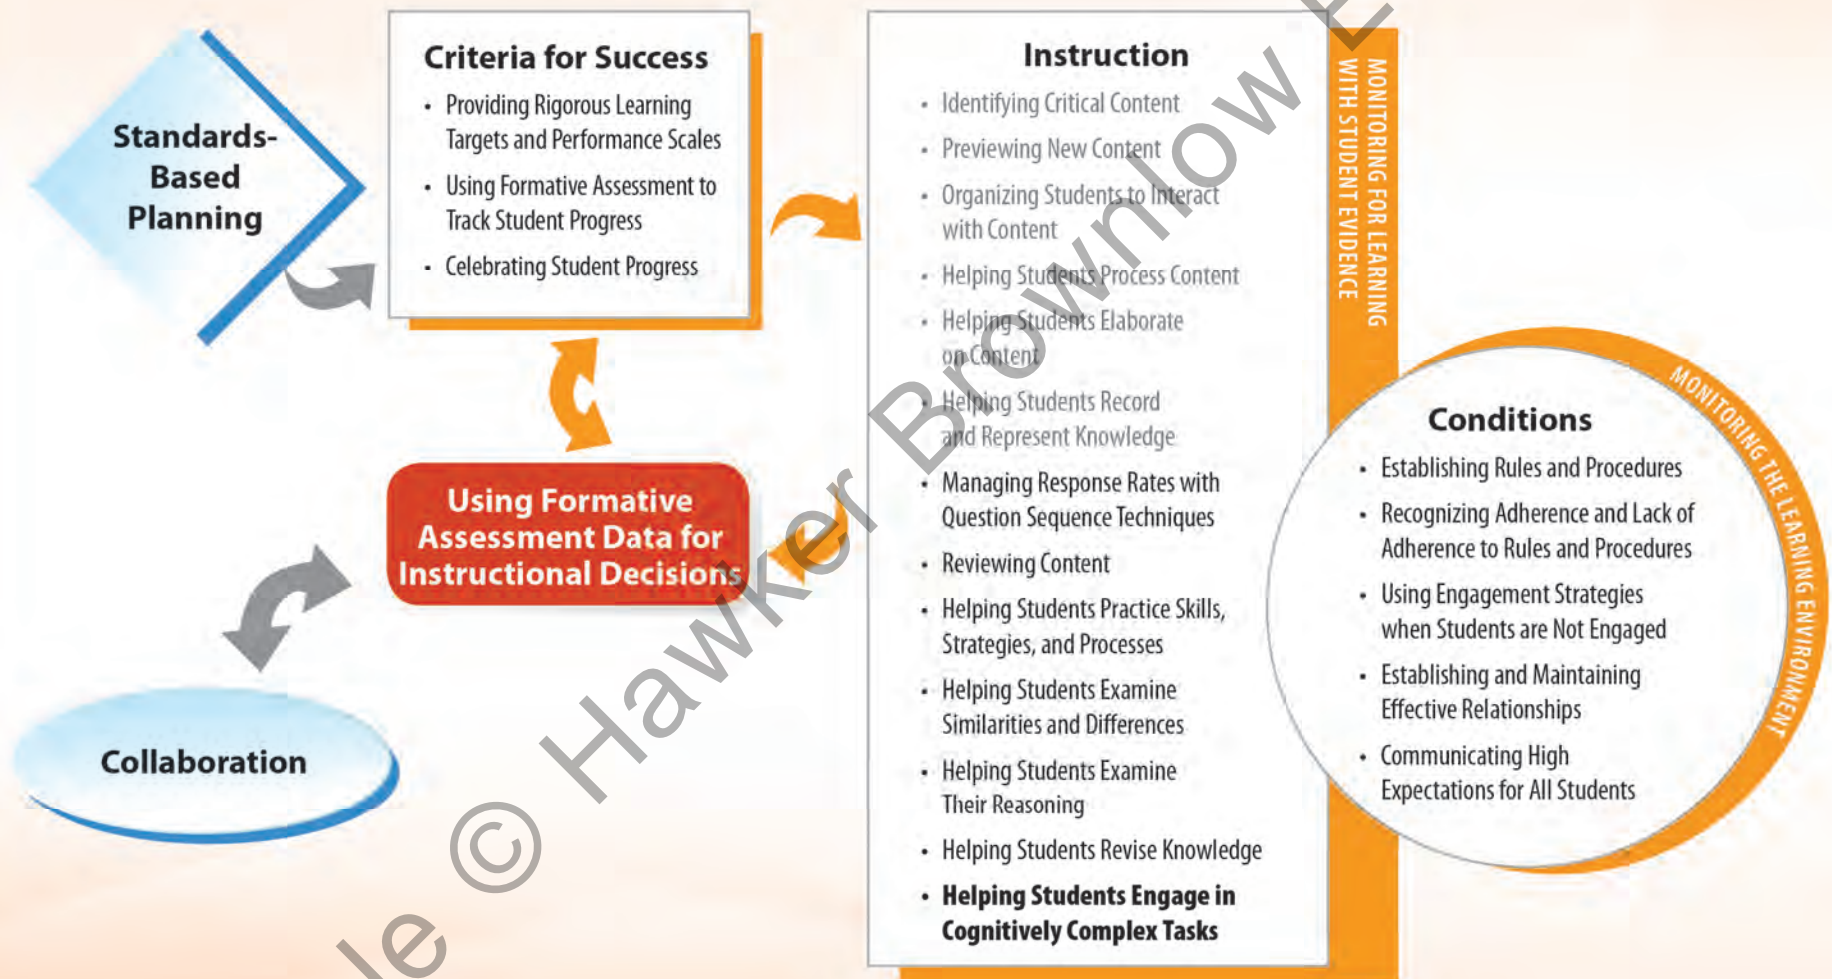 Standards-
Based
Planning
Criteria for Success
• Providing Rigorous Learning
Targets and Performance Scales
• Using Formative Assessment to
Track Student Progress
• Celebrating Student Progress
Using Formative
Assessment Data for
Instructional Decisions
Collaboration
Instruction
• Identifying Critical Content
• Previewing New Content
• Organizing Students to Interact
with Content
• Helping Students Process Content
• Helping Students Elaborate
on Content
• Helping Students Record
and Represent Knowledge
• Managing Response Rates with
Question Sequence Techniques
• Reviewing Content
• Helping Students Practice Skills,
Strategies, and Processes
• Helping Students Examine
Similarities and Differences
• Helping Students Examine
Their Reasoning
• Helping Students Revise Knowledge
• Helping Students Engage in
Cognitively Complex Tasks
MONITORING FOR LEARNING
WITH STUDENT EVIDENCE
Conditions
• Establishing Rules and Procedures
• Recognizing Adherence and Lack of
Adherence to Rules and Procedures
• Using Engagement Strategies
when Students are Not Engaged
• Establishing and Maintaining
Effective Relationships
• Communicating High
Expectations for All Students
MONITORING THE LEARNING ENVIRONMENT
le © Hawker Brownlow E